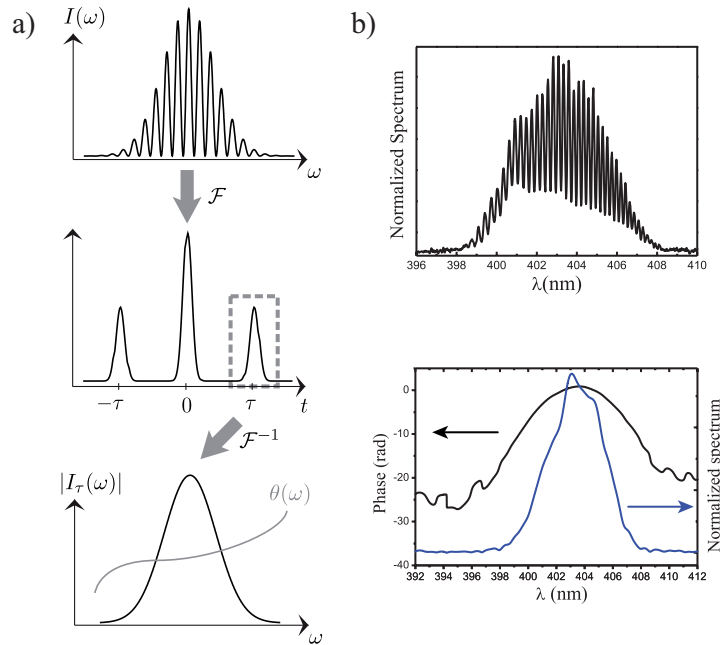 a)
I(ω)
ω
ℱ
−τ 0 τ t
ℱ⁻¹
|I_τ(ω)|
θ(ω)
ω
b)
Normalized Spectrum
396 398 400 402 404 406 408 410
λ(nm)
0
-10
-20
-30
-40
Phase (rad)
Normalized spectrum
392 394 396 398 400 402 404 406 408 410 412
λ (nm)